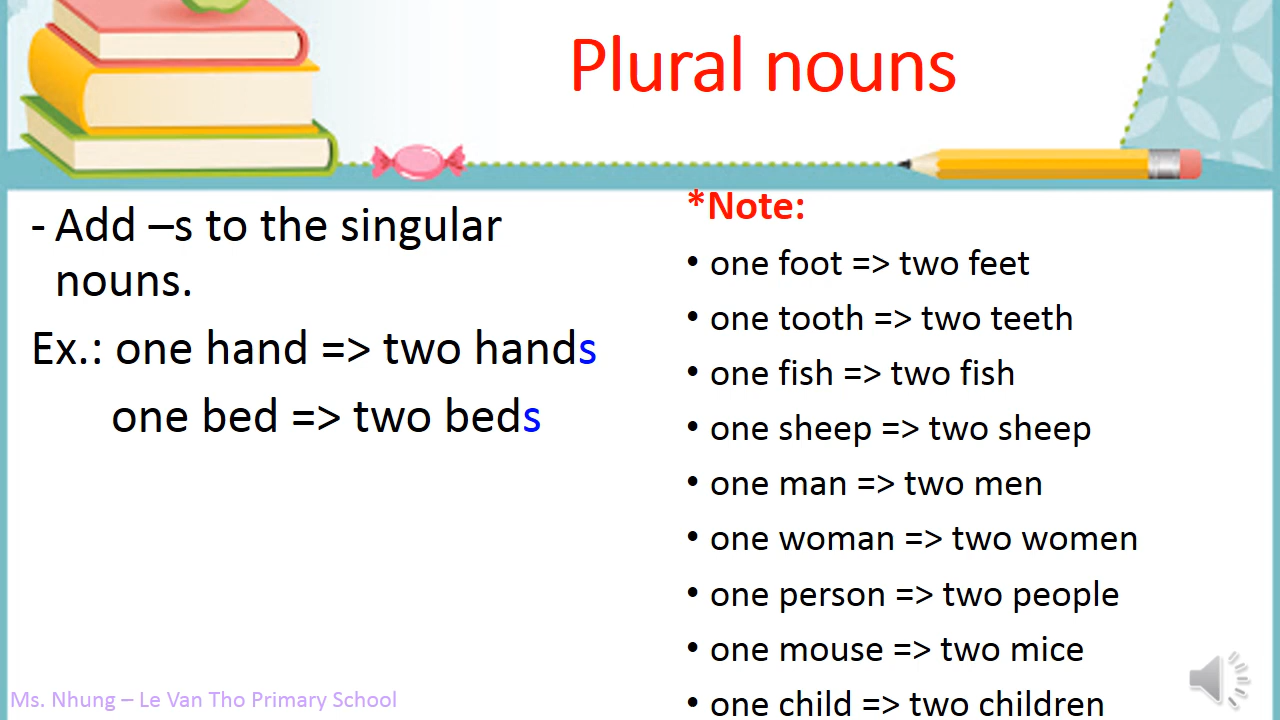 Plural nouns
- Add –s to the singular
nouns.
Ex.: one hand => two hands
one bed => two beds
*Note:
• one foot => two feet
• one tooth => two teeth
• one fish => two fish
• one sheep => two sheep
• one man => two men
• one woman => two women
• one person => two people
• one mouse => two mice
• one child => two children
Ms. Nhung – Le Van Tho Primary School